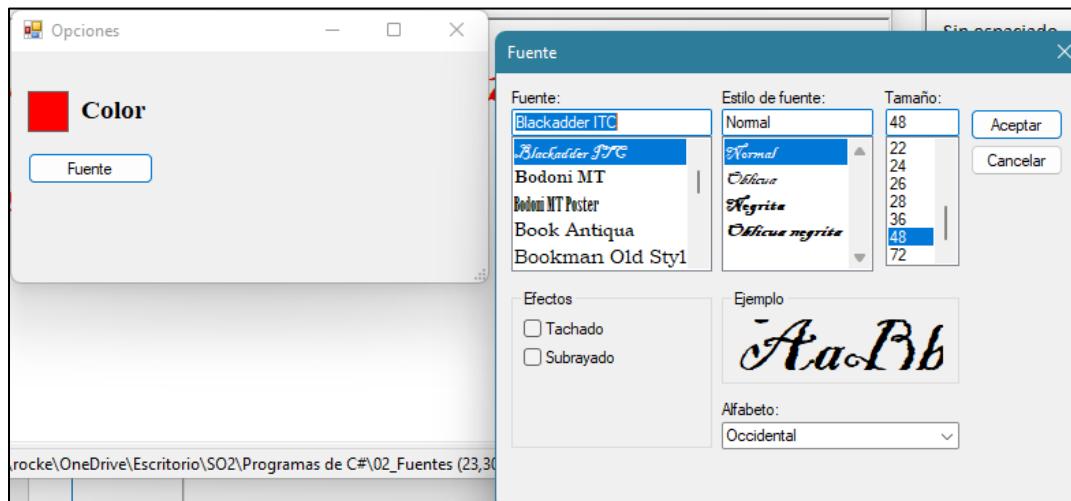 Opciones
Color
Fuente
Sin espaciado
Fuente
Fuente:
Blackadder ITC
Blackadder ITC
Bodoni MT
Bodoni MT Poster
Book Antiqua
Bookman Old Styl
Estilo de fuente:
Normal
Normal
Oblicua
Negrita
Oblicua negrita
Tamaño:
48
22
24
26
28
36
48
72
Aceptar
Cancelar
Efectos
Tachado
Subrayado
Ejemplo
AaBb
Alfabeto:
Occidental
\rocke\OneDrive\Escritorio\SO2\Programas de C#\02_Fuentes (23,30